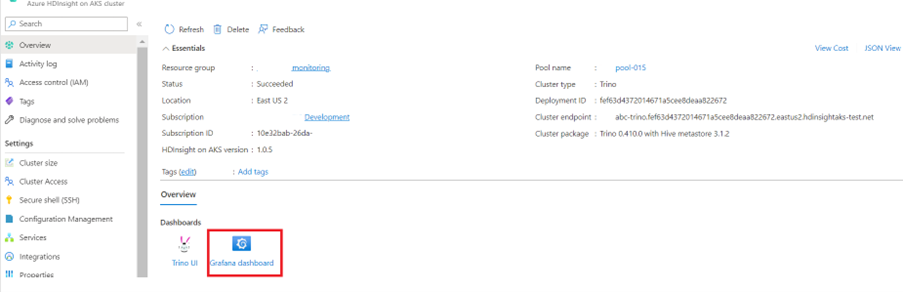 Azure HDInsight on AKS cluster
Search
Refresh Delete Feedback
Overview
Activity log
Access control (IAM)
Tags
Diagnose and solve problems
Settings
Cluster size
Cluster Access
Secure shell (SSH)
Configuration Management
Services
Integrations
Properties
Essentials
View Cost JSON View
Resource group : monitoring
Status : Succeeded
Location : East US 2
Subscription Development
Subscription ID : 10e32bab-26da-
HDInsight on AKS version : 1.0.5
Pool name : pool-015
Cluster type : Trino
Deployment ID : fef63d4372014671a5cee8deaa822672
Cluster endpoint : abc-trino.fef63d4372014671a5cee8deaa822672.eastus2.hdinsightaks-test.net
Cluster package : Trino 0.410.0 with Hive metastore 3.1.2
Tags (edit) : Add tags
Overview
Dashboards
Trino UI
Grafana dashboard